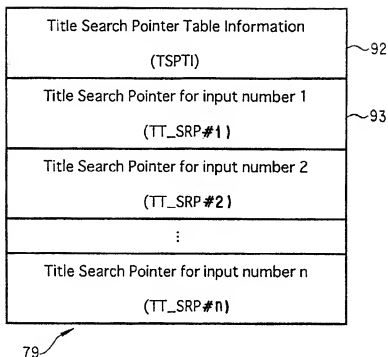 Title Search Pointer Table Information
(TSPTI)
92
Title Search Pointer for input number 1
(TT_SRP#1)
93
Title Search Pointer for input number 2
(TT_SRP#2)
⋮
Title Search Pointer for input number n
(TT_SRP#n)
79